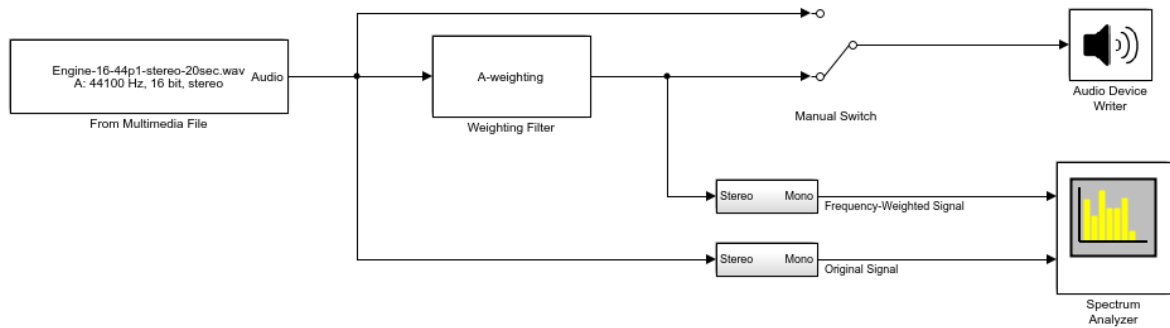 Engine-16-44p1-stereo-20sec.wav
A: 44100 Hz, 16 bit, stereo
Audio
From Multimedia File
A-weighting
Weighting Filter
Manual Switch
Audio Device
Writer
Stereo Mono
Frequency-Weighted Signal
Stereo Mono
Original Signal
Spectrum
Analyzer